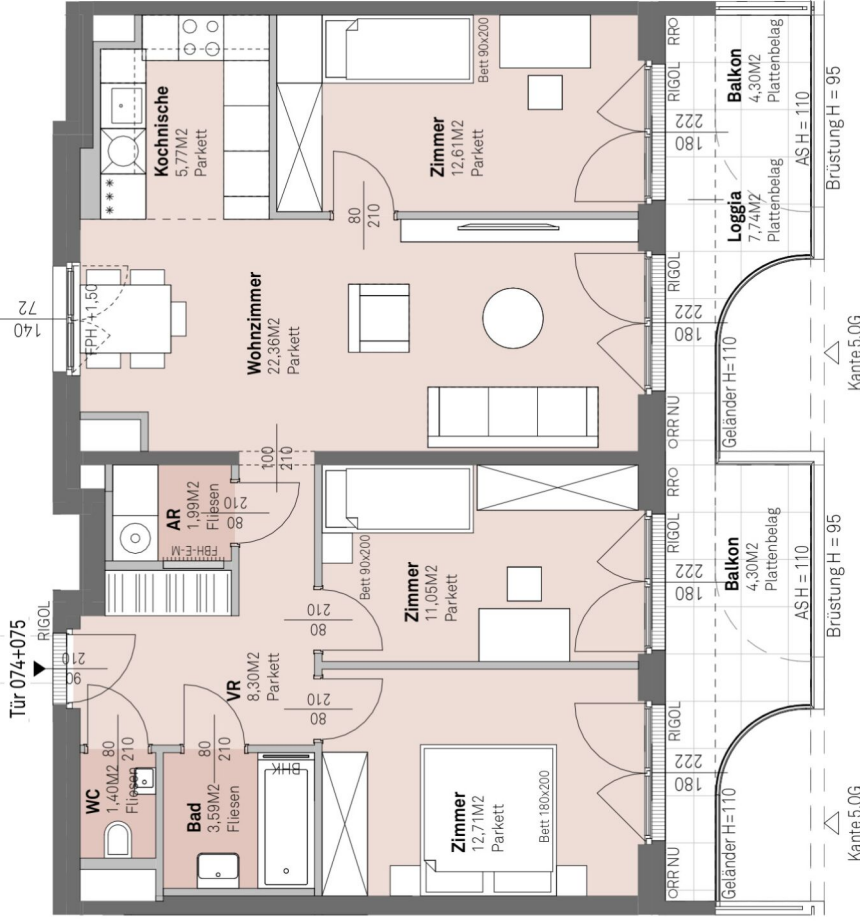 Kochnische
5,77M2
Parkett
Zimmer
12,61M2
Parkett
Bett 90x200
80
210
Wohnzimmer
22,36M2
Parkett
FPH +1,50
140
72
100
210
AR
1,99M2
Fliesen
80
210
FBH-E-M
Zimmer
11,05M2
Parkett
Bett 90x200
80
210
VR
8,30M2
Parkett
80
210
Tür 074+075
RIGOL
90
210
WC
1,40M2
Fliesen
80
210
Bad
3,59M2
Fliesen
80
210
BHK
Zimmer
12,71M2
Parkett
Bett 180x200
RRO
RIGOL
180
222
Balkon
4,30M2
Plattenbelag
AS H = 110
Brüstung H = 95
Loggia
7,74M2
Plattenbelag
RIGOL
180
222
ORR NU
Geländer H=110
Kante 5.OG
RRO
RIGOL
180
222
Balkon
4,30M2
Plattenbelag
AS H = 110
Brüstung H = 95
RIGOL
180
222
ORR NU
Geländer H=110
Kante 5.OG